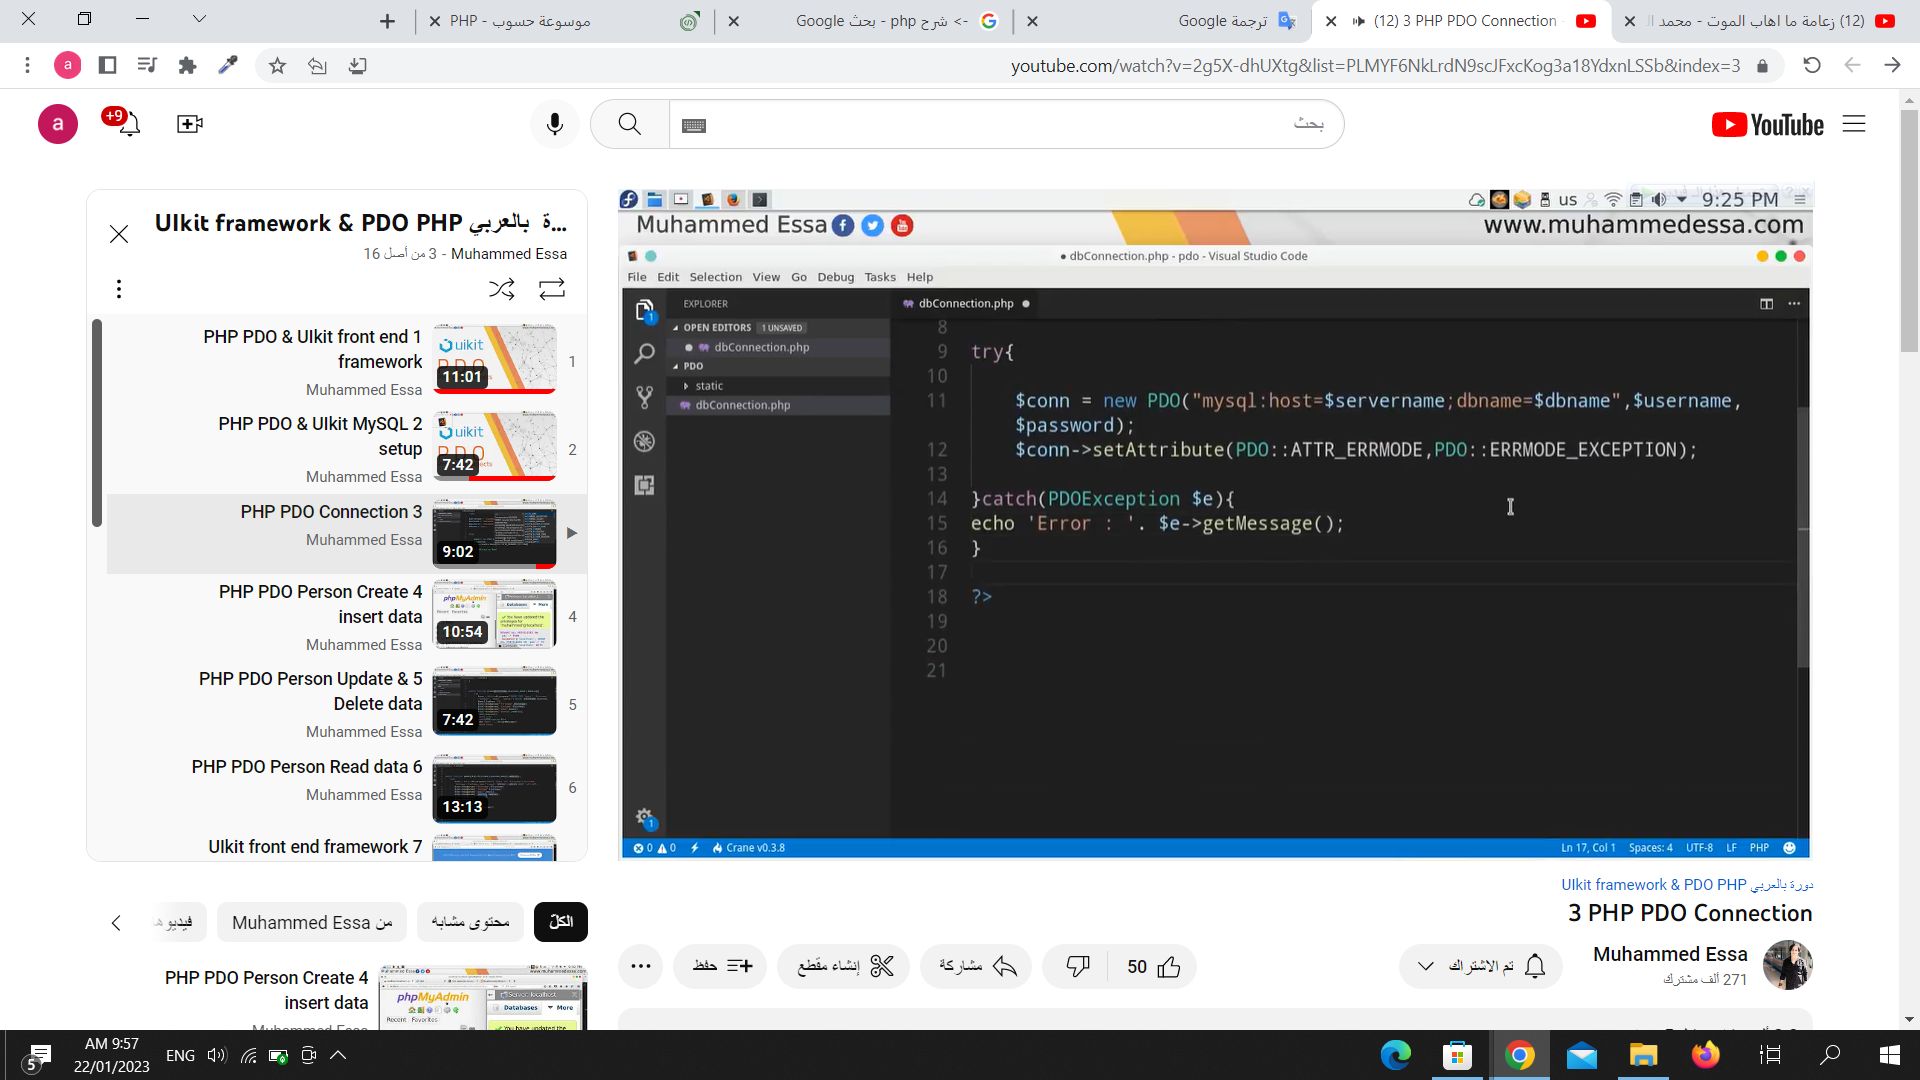 موسوعة حسوب - PHP
<- شرح php - بحث Google
ترجمة Google
(12) 3 PHP PDO Connection
(12) زعامة ما اهاب الموت - محمد ال
youtube.com/watch?v=2g5X-dhUXtg&list=PLMYF6NkLrdN9scJFxcKog3a18YdxnLSSb&index=3
a
a
+9
بحث
YouTube
UIkit framework & PDO PHP ة بالعربي...
Muhammed Essa - 3 من أصل 16
PHP PDO & UIkit front end 1
framework
Muhammed Essa
11:01
1
PHP PDO & UIkit MySQL 2
setup
Muhammed Essa
7:42
2
PHP PDO Connection 3
Muhammed Essa
9:02
PHP PDO Person Create 4
insert data
Muhammed Essa
10:54
4
PHP PDO Person Update & 5
Delete data
Muhammed Essa
7:42
5
PHP PDO Person Read data 6
Muhammed Essa
13:13
6
UIkit front end framework 7
us 9:25 PM
Muhammed Essa
www.muhammedessa.com
● dbConnection.php - pdo - Visual Studio Code
File Edit Selection View Go Debug Tasks Help
EXPLORER
OPEN EDITORS 1 UNSAVED
dbConnection.php
PDO
static
dbConnection.php
dbConnection.php
8
9 try{
10
11 $conn = new PDO("mysql:host=$servername;dbname=$dbname",$username,
$password);
12 $conn->setAttribute(PDO::ATTR_ERRMODE,PDO::ERRMODE_EXCEPTION);
13
14 }catch(PDOException $e){
15 echo 'Error : '. $e->getMessage();
16 }
17
18 ?>
19
20
21
0 0 Crane v0.3.8
Ln 17, Col 1 Spaces: 4 UTF-8 LF PHP
UIkit framework & PDO PHP دورة بالعربي
3 PHP PDO Connection
Muhammed Essa
271 ألف مشترك
تم الاشتراك
50
مشاركة
إنشاء مقطع
حفظ
الكلّ
محتوى مشابه
من Muhammed Essa
PHP PDO Person Create 4
insert data
phpMyAdmin
Recent Favorites
Server: localhost
Databases More
AM 9:57
22/01/2023
ENG
5